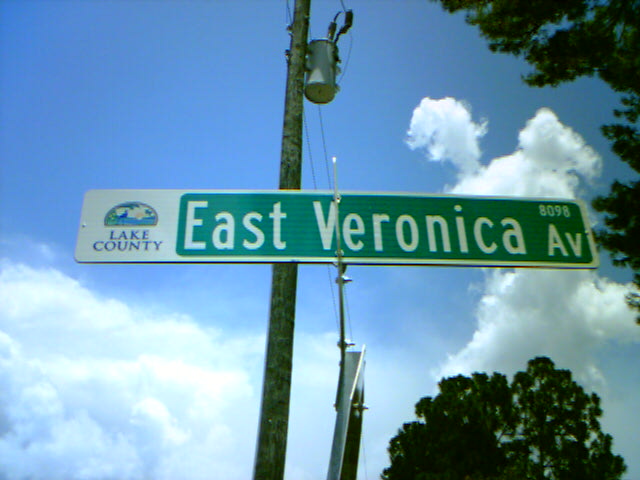 LAKE
COUNTY
East Veronica Av
8098